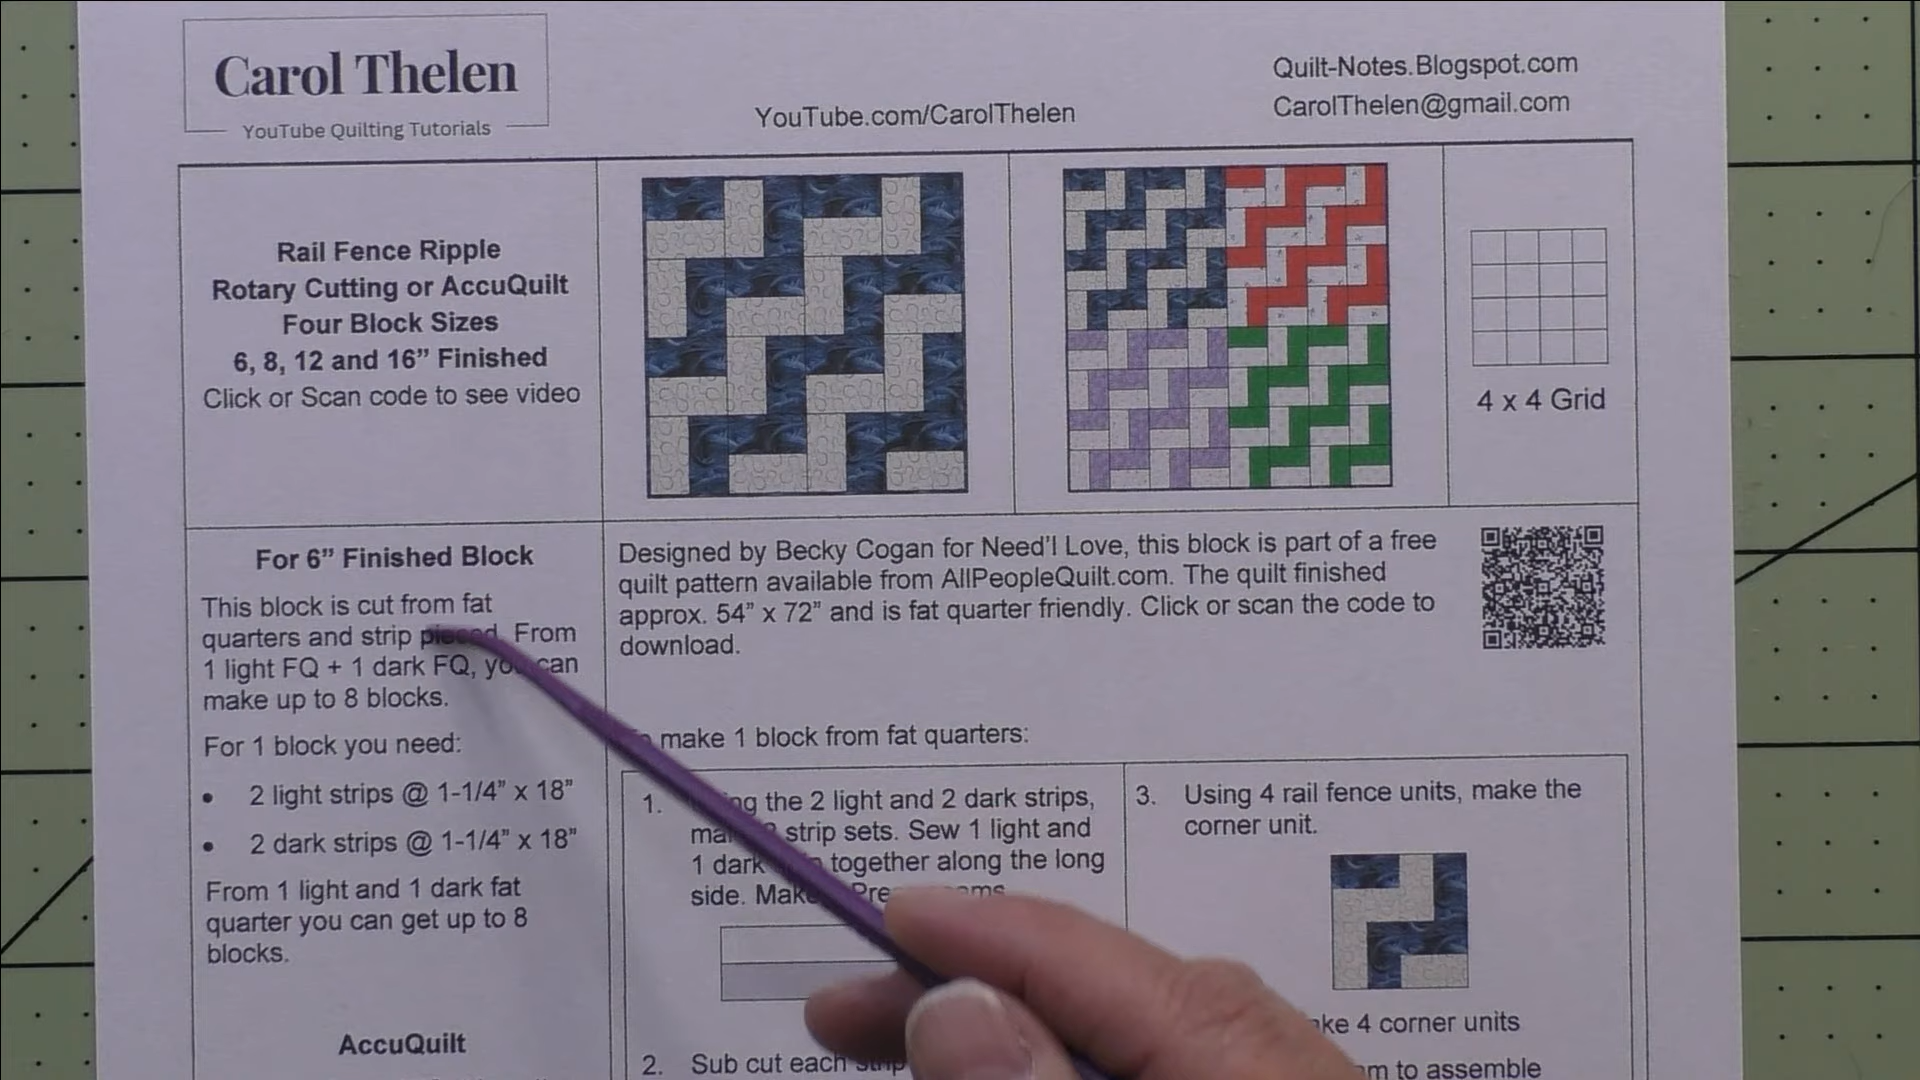 Carol Thelen
YouTube Quilting Tutorials
YouTube.com/CarolThelen
Quilt-Notes.Blogspot.com
CarolThelen@gmail.com
Rail Fence Ripple
Rotary Cutting or AccuQuilt
Four Block Sizes
6, 8, 12 and 16” Finished
Click or Scan code to see video
4 x 4 Grid
For 6” Finished Block
This block is cut from fat
quarters and strip pieced. From
1 light FQ + 1 dark FQ, you can
make up to 8 blocks.
For 1 block you need:
• 2 light strips @ 1-1/4” x 18”
• 2 dark strips @ 1-1/4” x 18”
From 1 light and 1 dark fat
quarter you can get up to 8
blocks.
AccuQuilt
Designed by Becky Cogan for Need’l Love, this block is part of a free
quilt pattern available from AllPeopleQuilt.com. The quilt finished
approx. 54” x 72” and is fat quarter friendly. Click or scan the code to
download.
make 1 block from fat quarters:
1. the 2 light and 2 dark strips,
strip sets. Sew 1 light and
1 dark together along the long
side. Make
2. Sub cut each strip
3. Using 4 rail fence units, make the
corner unit.
4 corner units
to assemble